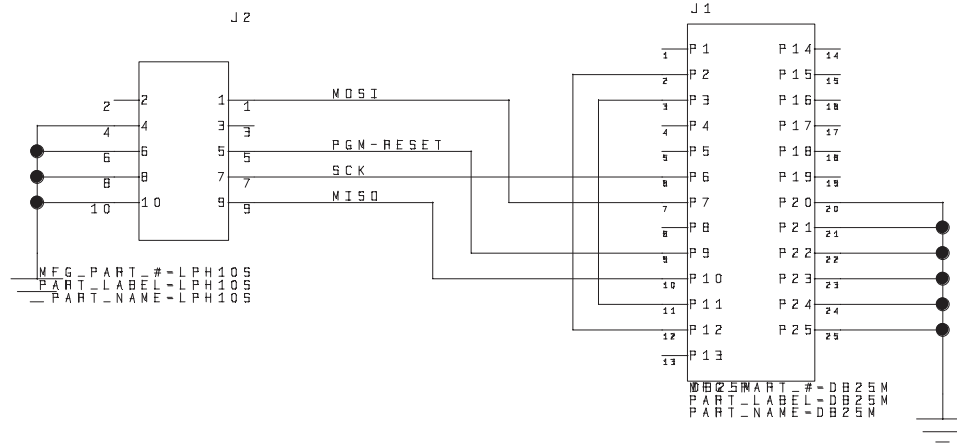 J2
J1
2
2
1
1
MOSI
4
4
3
3
6
6
5
5
PGM-RESET
8
8
7
7
SCK
10
10
9
9
MISO
MFG_PART_#=LPH10S
PART_LABEL=LPH10S
PART_NAME=LPH10S
1
P1
P14
14
2
P2
P15
15
3
P3
P16
16
4
P4
P17
17
5
P5
P18
18
6
P6
P19
19
7
P7
P20
20
8
P8
P21
21
9
P9
P22
22
10
P10
P23
23
11
P11
P24
24
12
P12
P25
25
13
P13
PART_#=DB25M
PART_LABEL=DB25M
PART_NAME=DB25M